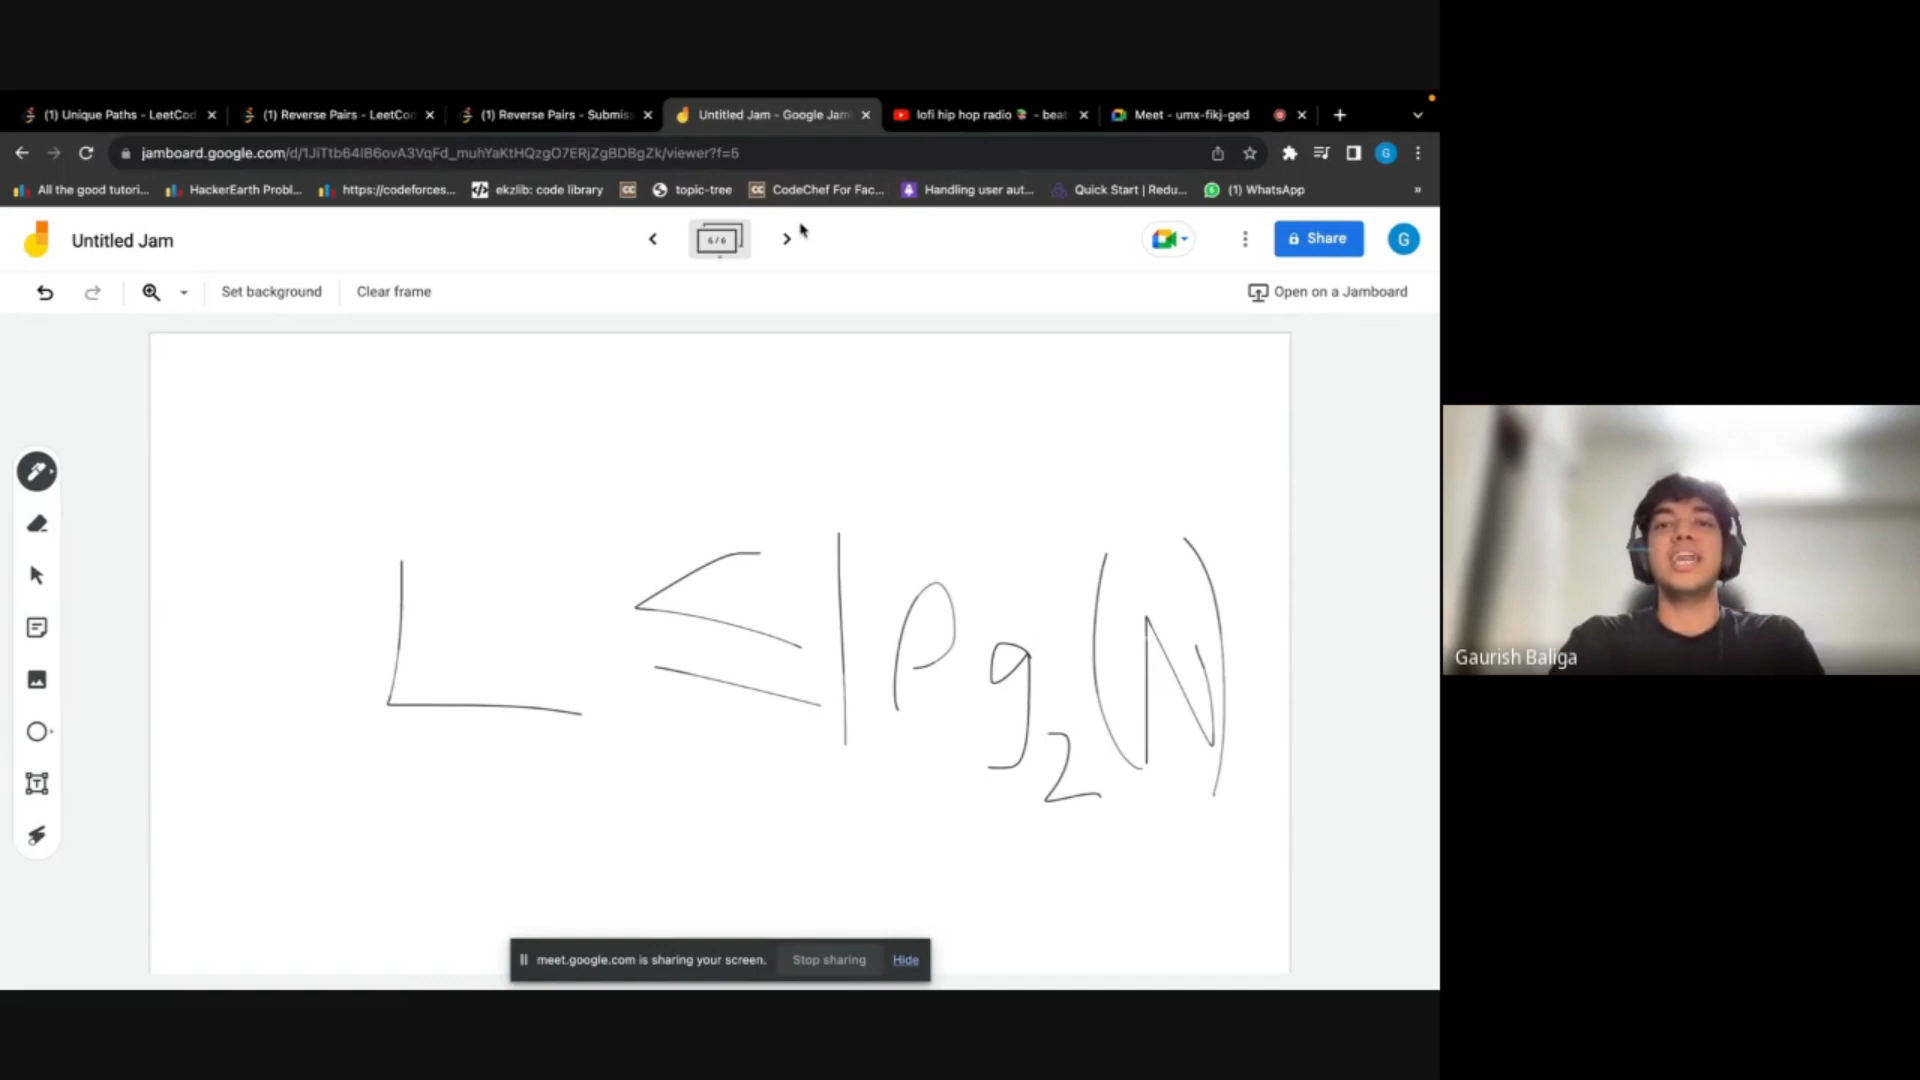 (1) Unique Paths - LeetCod
(1) Reverse Pairs - LeetCo
(1) Reverse Pairs - Submis
Untitled Jam - Google Jam
lofi hip hop radio 📚 - beat
Meet - umx-fikj-ged
jamboard.google.com/d/1JiTtb64IB6ovA3VqFd_muhYaKtHQzgO7ERjZgBDBgZk/viewer?f=5
G
All the good tutori...
HackerEarth Probl...
https://codeforces...
ekzlib: code library
CC
topic-tree
CC CodeChef For Fac...
Handling user aut...
Quick Start | Redu...
(1) WhatsApp
»
Untitled Jam
6 / 6
Share
G
Set background
Clear frame
Open on a Jamboard
L ≤ log₂(N)
Gaurish Baliga
meet.google.com is sharing your screen.
Stop sharing
Hide